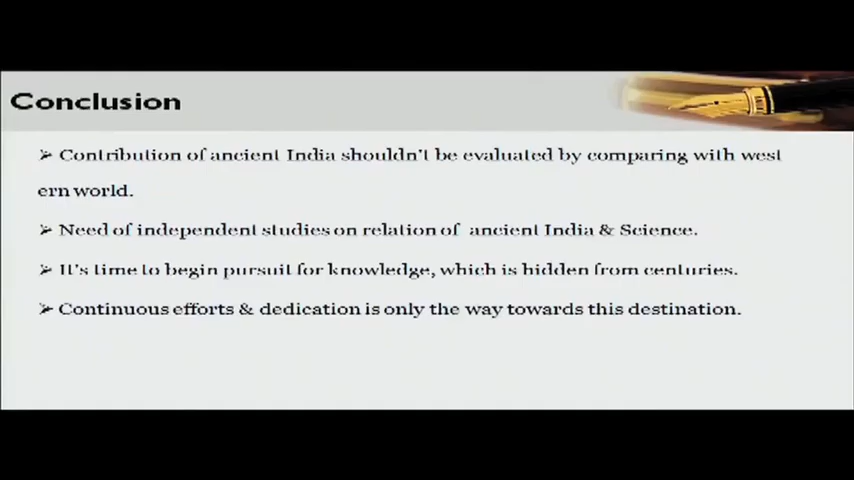 Conclusion
➢ Contribution of ancient India shouldn't be evaluated by comparing with west
ern world.
➢ Need of independent studies on relation of ancient India & Science.
➢ It's time to begin pursuit for knowledge, which is hidden from centuries.
➢ Continuous efforts & dedication is only the way towards this destination.